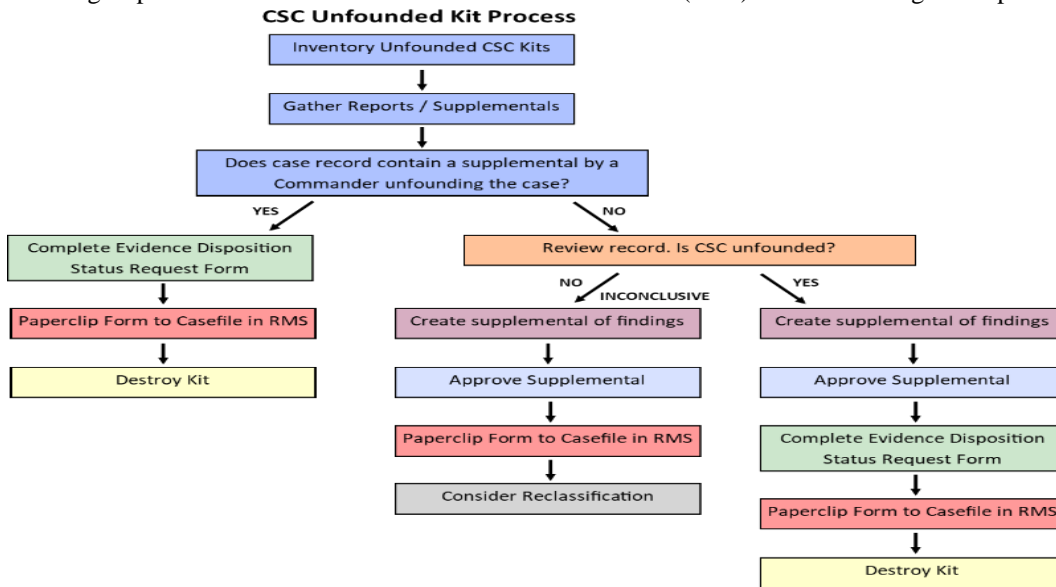 CSC Unfounded Kit Process
Inventory Unfounded CSC Kits
Gather Reports / Supplementals
Does case record contain a supplemental by a
Commander unfounding the case?
YES
NO
Complete Evidence Disposition
Status Request Form
Paperclip Form to Casefile in RMS
Destroy Kit
Review record. Is CSC unfounded?
NO
INCONCLUSIVE
YES
Create supplemental of findings
Approve Supplemental
Paperclip Form to Casefile in RMS
Consider Reclassification
Create supplemental of findings
Approve Supplemental
Complete Evidence Disposition
Status Request Form
Paperclip Form to Casefile in RMS
Destroy Kit